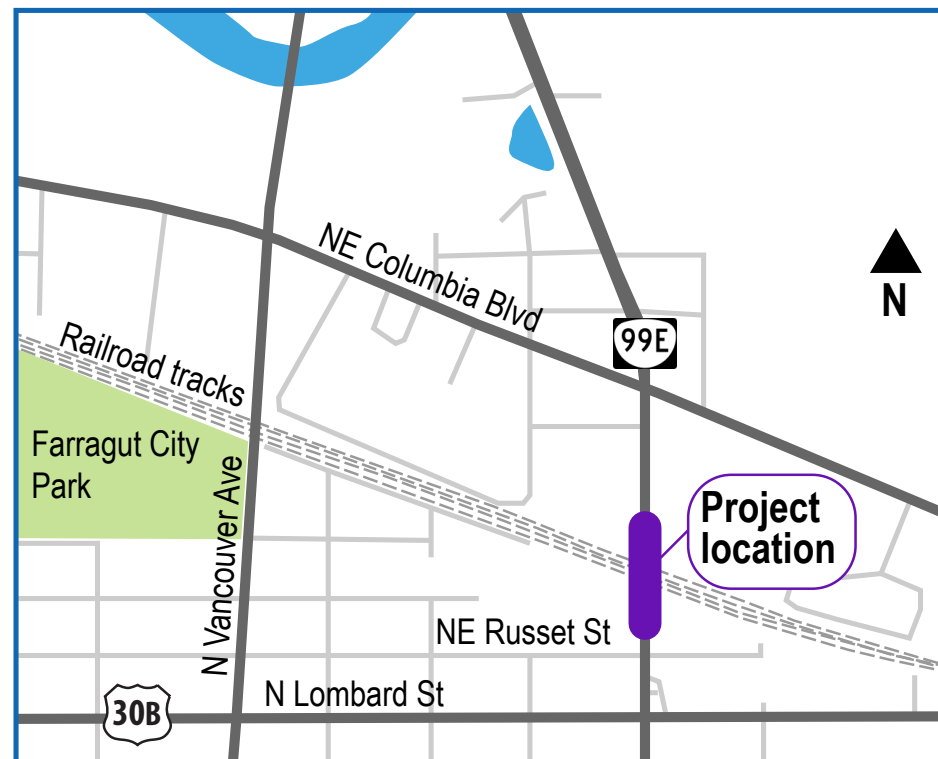 NE Columbia Blvd
99E
N
Railroad tracks
Farragut City
Park
N Vancouver Ave
Project
location
NE Russet St
N Lombard St
30B